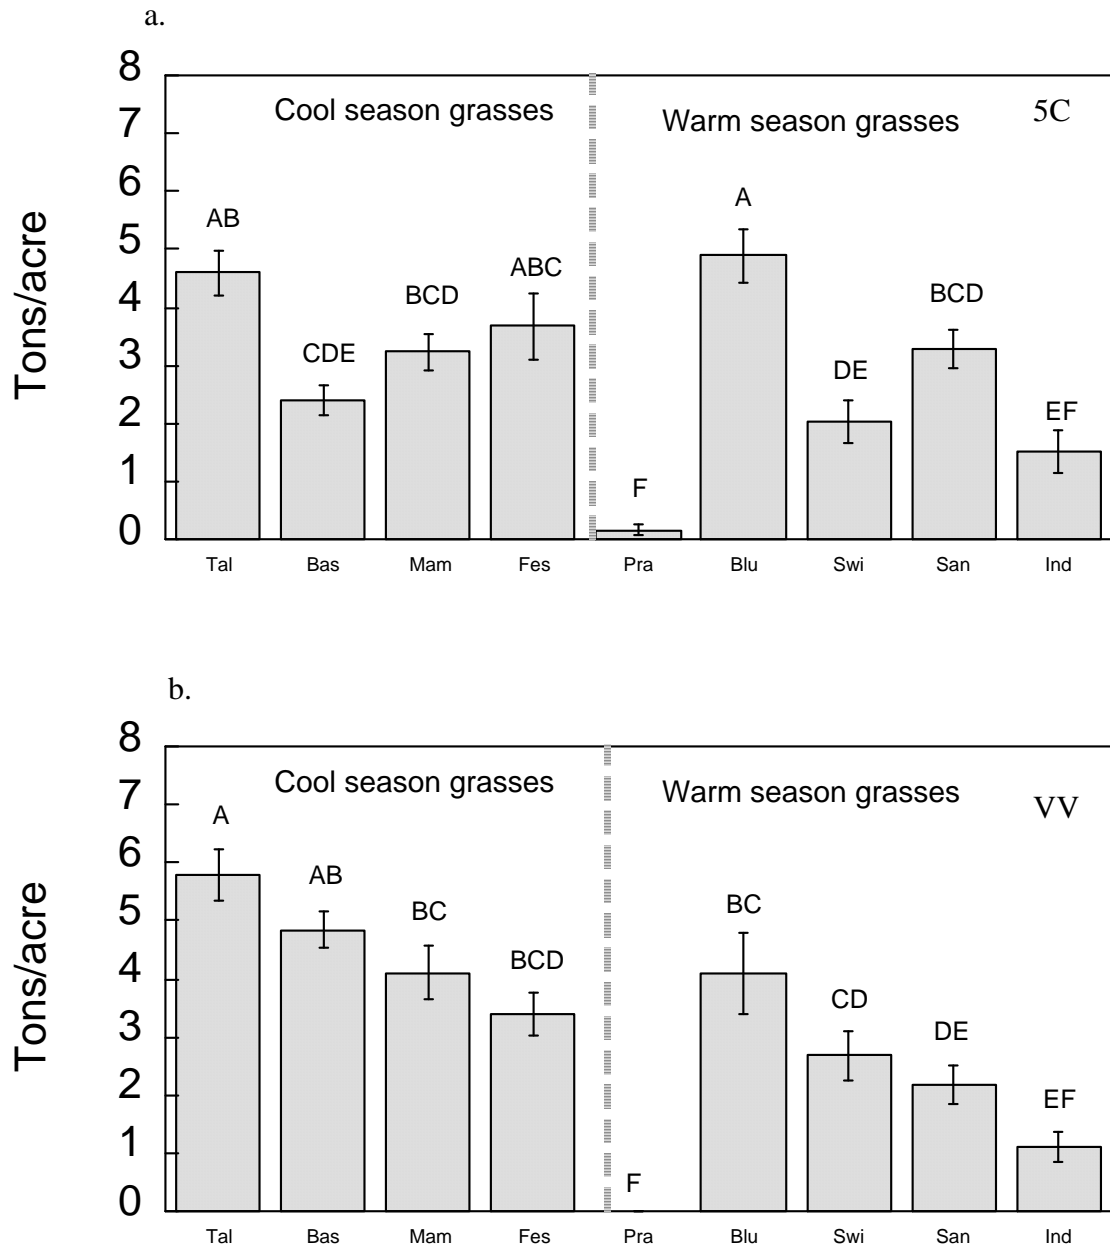 a.
8
Cool season grasses
Warm season grasses
5C
7
6
5
4
3
2
1
0
Tons/acre
AB
CDE
BCD
ABC
F
A
DE
BCD
EF
Tal Bas Mam Fes Pra Blu Swi San Ind
b.
8
Cool season grasses
Warm season grasses
VV
7
6
5
4
3
2
1
0
Tons/acre
A
AB
BC
BCD
F
BC
CD
DE
EF
Tal Bas Mam Fes Pra Blu Swi San Ind